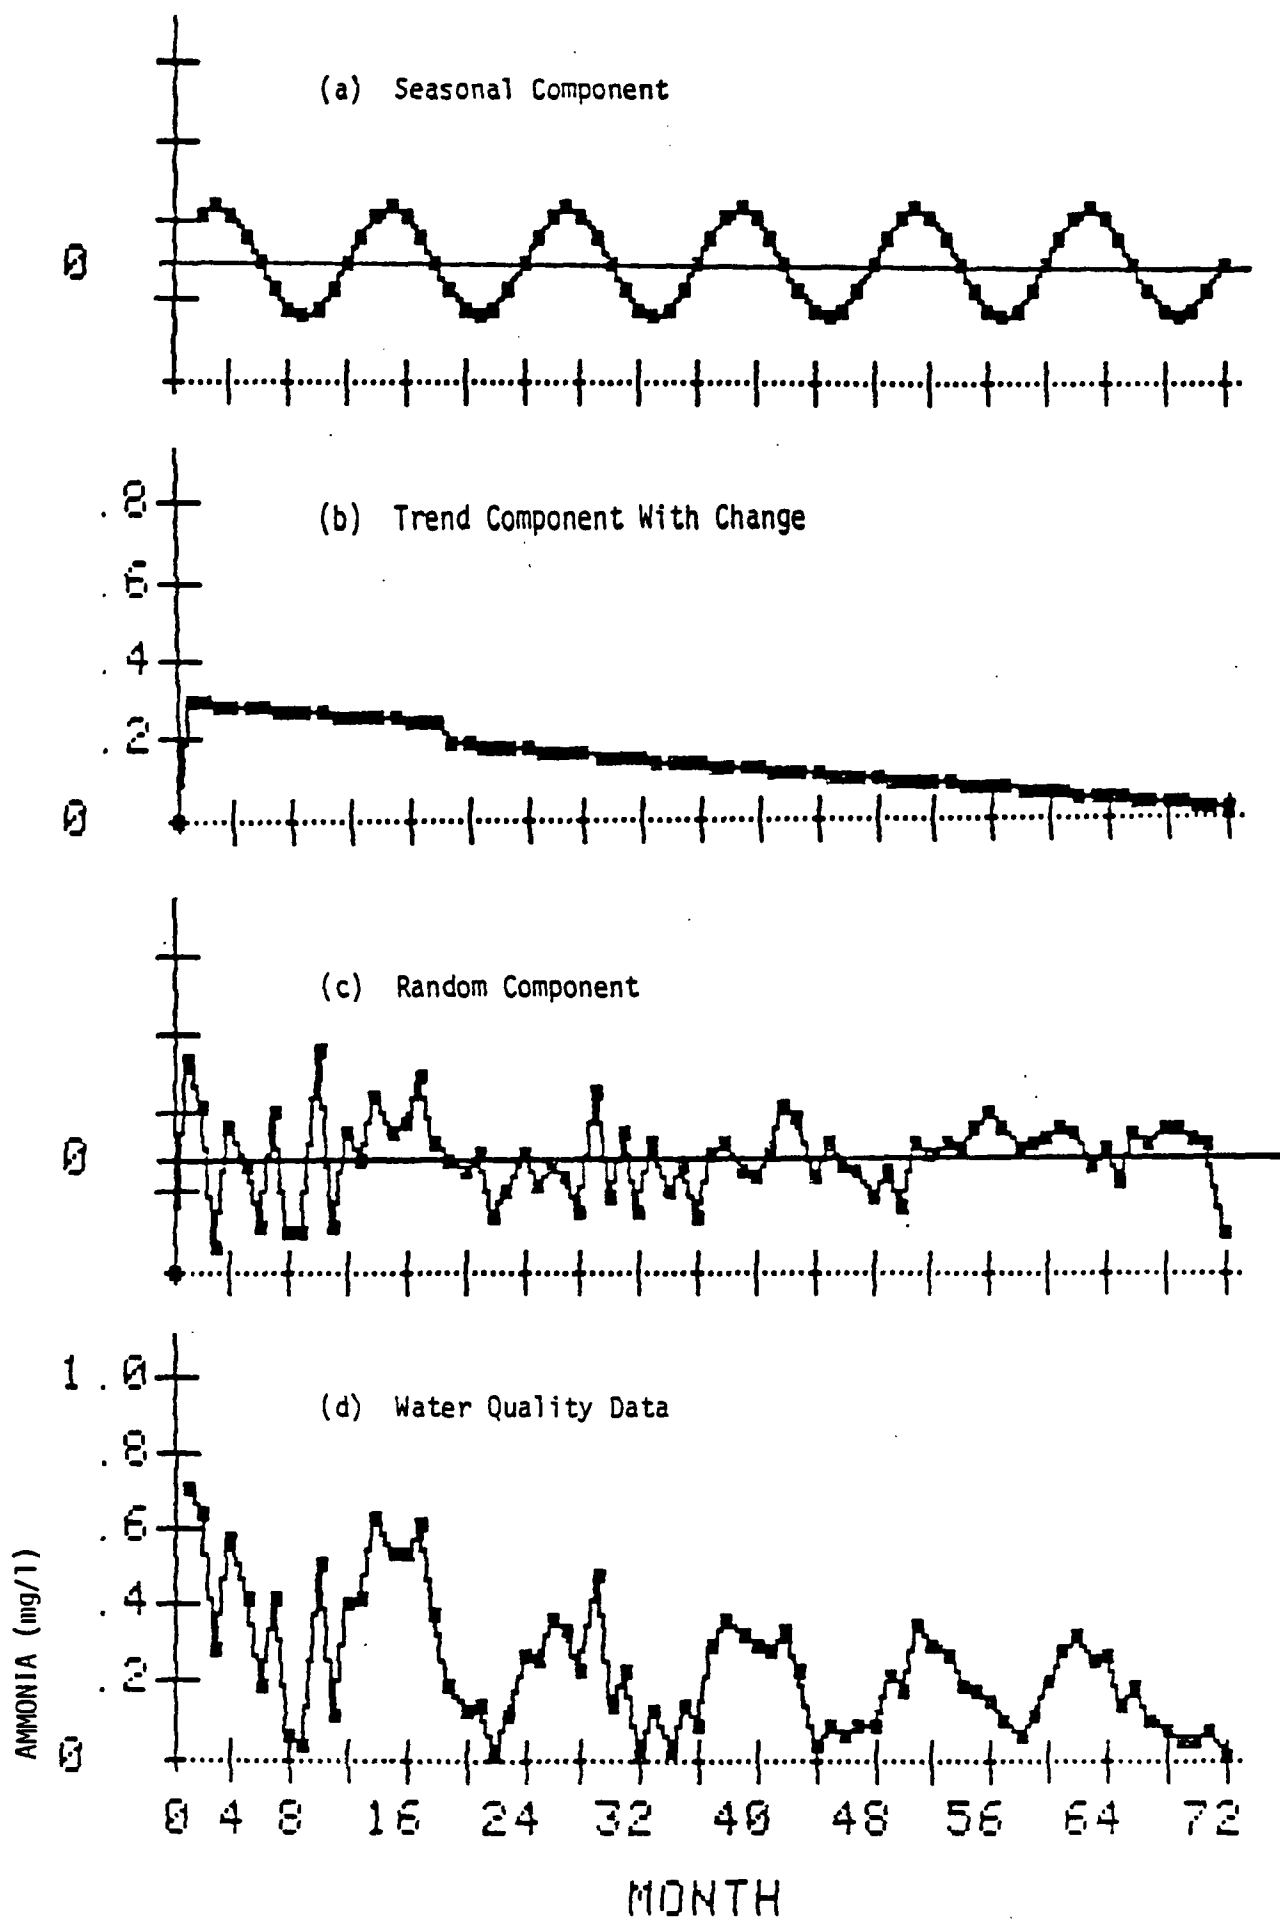 (a) Seasonal Component
0
(b) Trend Component With Change
.8
.6
.4
.2
0
(c) Random Component
0
(d) Water Quality Data
1.0
.8
.6
.4
.2
0
AMMONIA (mg/l)
0 4 8 16 24 32 40 48 56 64 72
MONTH